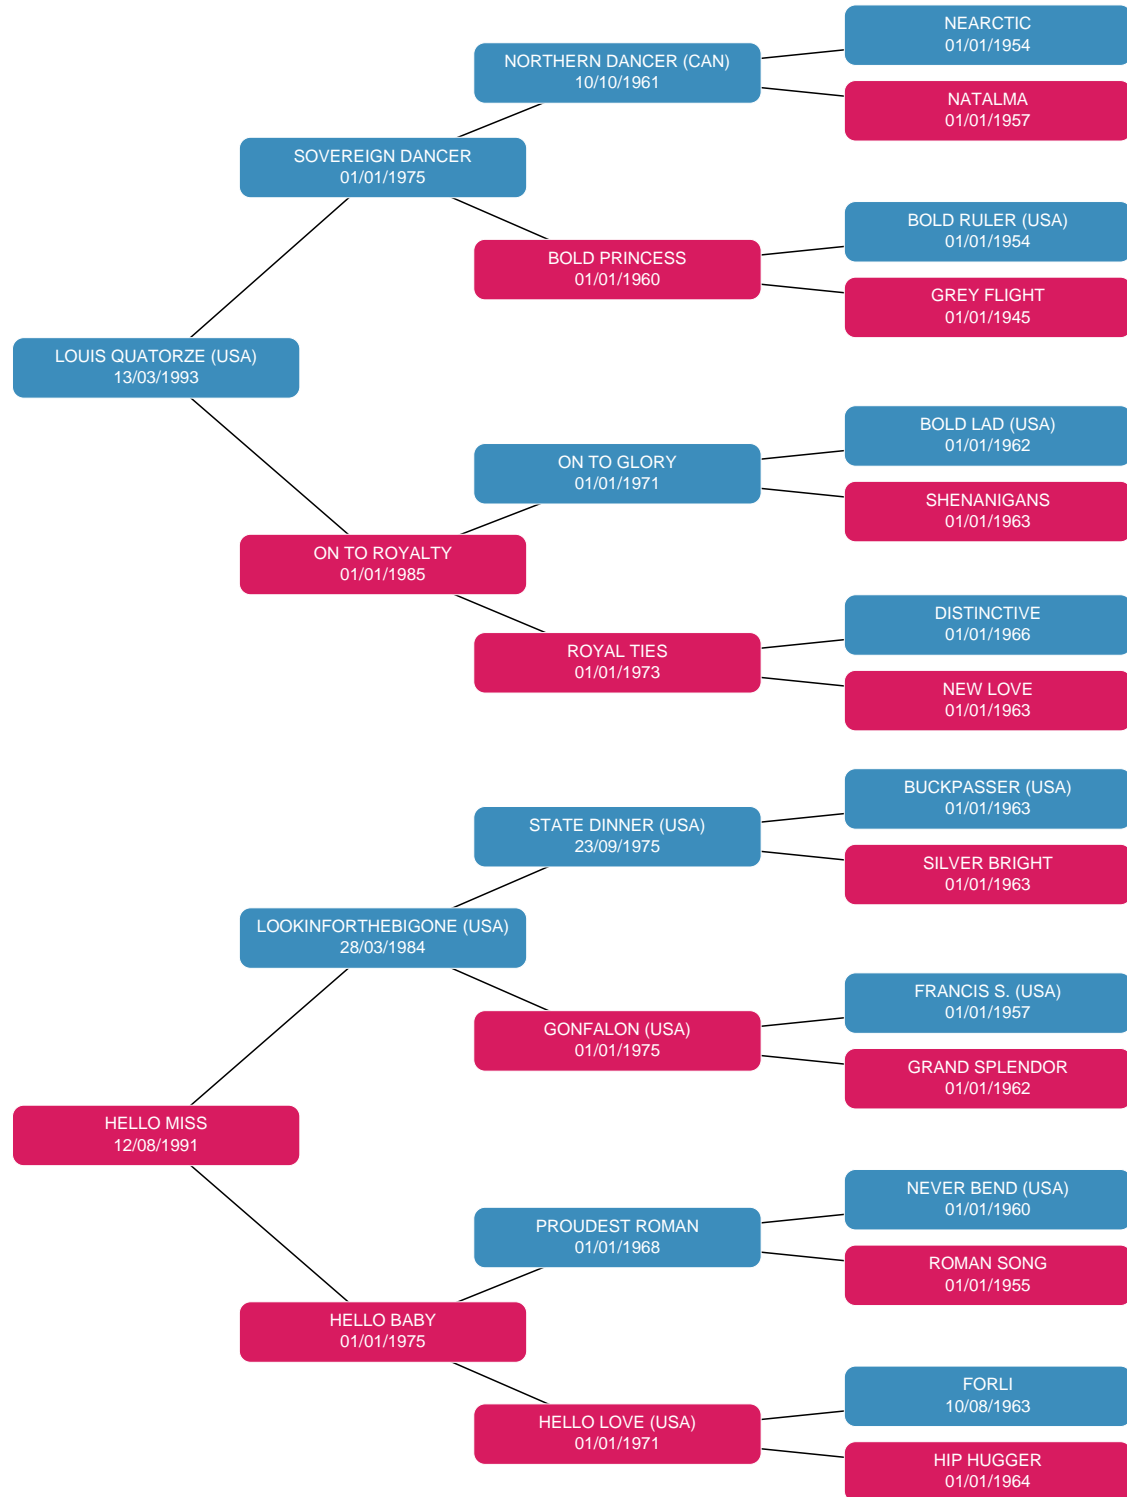 NEARCTIC
01/01/1954
NORTHERN DANCER (CAN)
10/10/1961
NATALMA
01/01/1957
SOVEREIGN DANCER
01/01/1975
BOLD RULER (USA)
01/01/1954
BOLD PRINCESS
01/01/1960
GREY FLIGHT
01/01/1945
LOUIS QUATORZE (USA)
13/03/1993
BOLD LAD (USA)
01/01/1962
ON TO GLORY
01/01/1971
SHENANIGANS
01/01/1963
ON TO ROYALTY
01/01/1985
DISTINCTIVE
01/01/1966
ROYAL TIES
01/01/1973
NEW LOVE
01/01/1963
BUCKPASSER (USA)
01/01/1963
STATE DINNER (USA)
23/09/1975
SILVER BRIGHT
01/01/1963
LOOKINFORTHEBIGONE (USA)
28/03/1984
FRANCIS S. (USA)
01/01/1957
GONFALON (USA)
01/01/1975
GRAND SPLENDOR
01/01/1962
HELLO MISS
12/08/1991
NEVER BEND (USA)
01/01/1960
PROUDEST ROMAN
01/01/1968
ROMAN SONG
01/01/1955
HELLO BABY
01/01/1975
FORLI
10/08/1963
HELLO LOVE (USA)
01/01/1971
HIP HUGGER
01/01/1964